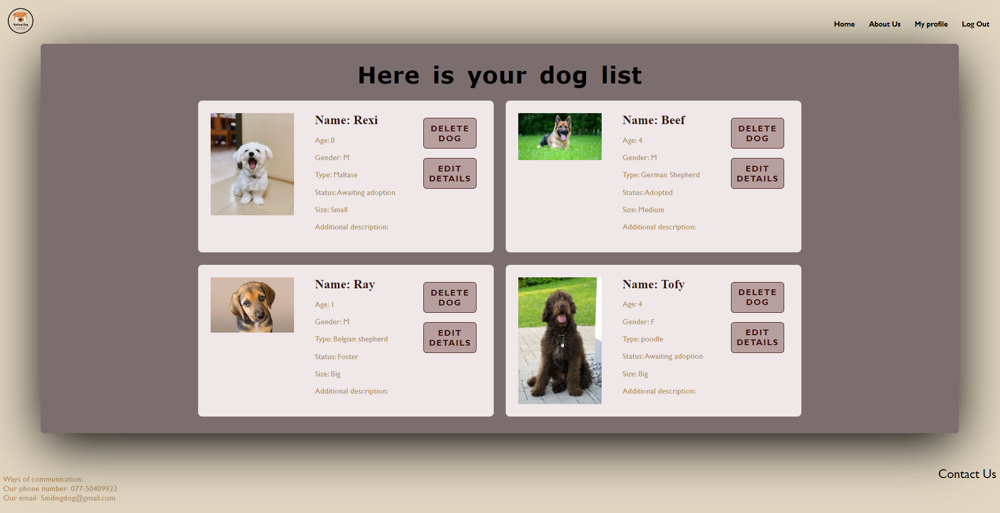 Smiling Dog
Home About Us My profile Log Out
Here is your dog list
Name: Rexi
Age: 8
Gender: M
Type: Maltase
Status: Awaiting adoption
Size: Small
Additional description:
DELETE
DOG
EDIT
DETAILS
Name: Beef
Age: 4
Gender: M
Type: German Shepherd
Status: Adopted
Size: Medium
Additional description:
DELETE
DOG
EDIT
DETAILS
Name: Ray
Age: 1
Gender: M
Type: Belgian shepherd
Status: Foster
Size: Big
Additional description:
DELETE
DOG
EDIT
DETAILS
Name: Tofy
Age: 4
Gender: F
Type: poodle
Status: Awaiting adoption
Size: Big
Additional description:
DELETE
DOG
EDIT
DETAILS
Ways of communication:
Our phone number- 077-50409922
Our email- Smilingdog@gmail.com
Contact Us